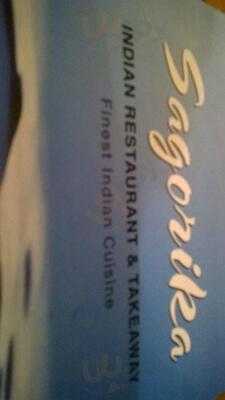 Sagorika
INDIAN RESTAURANT & TAKEAWAY
Finest Indian Cuisine